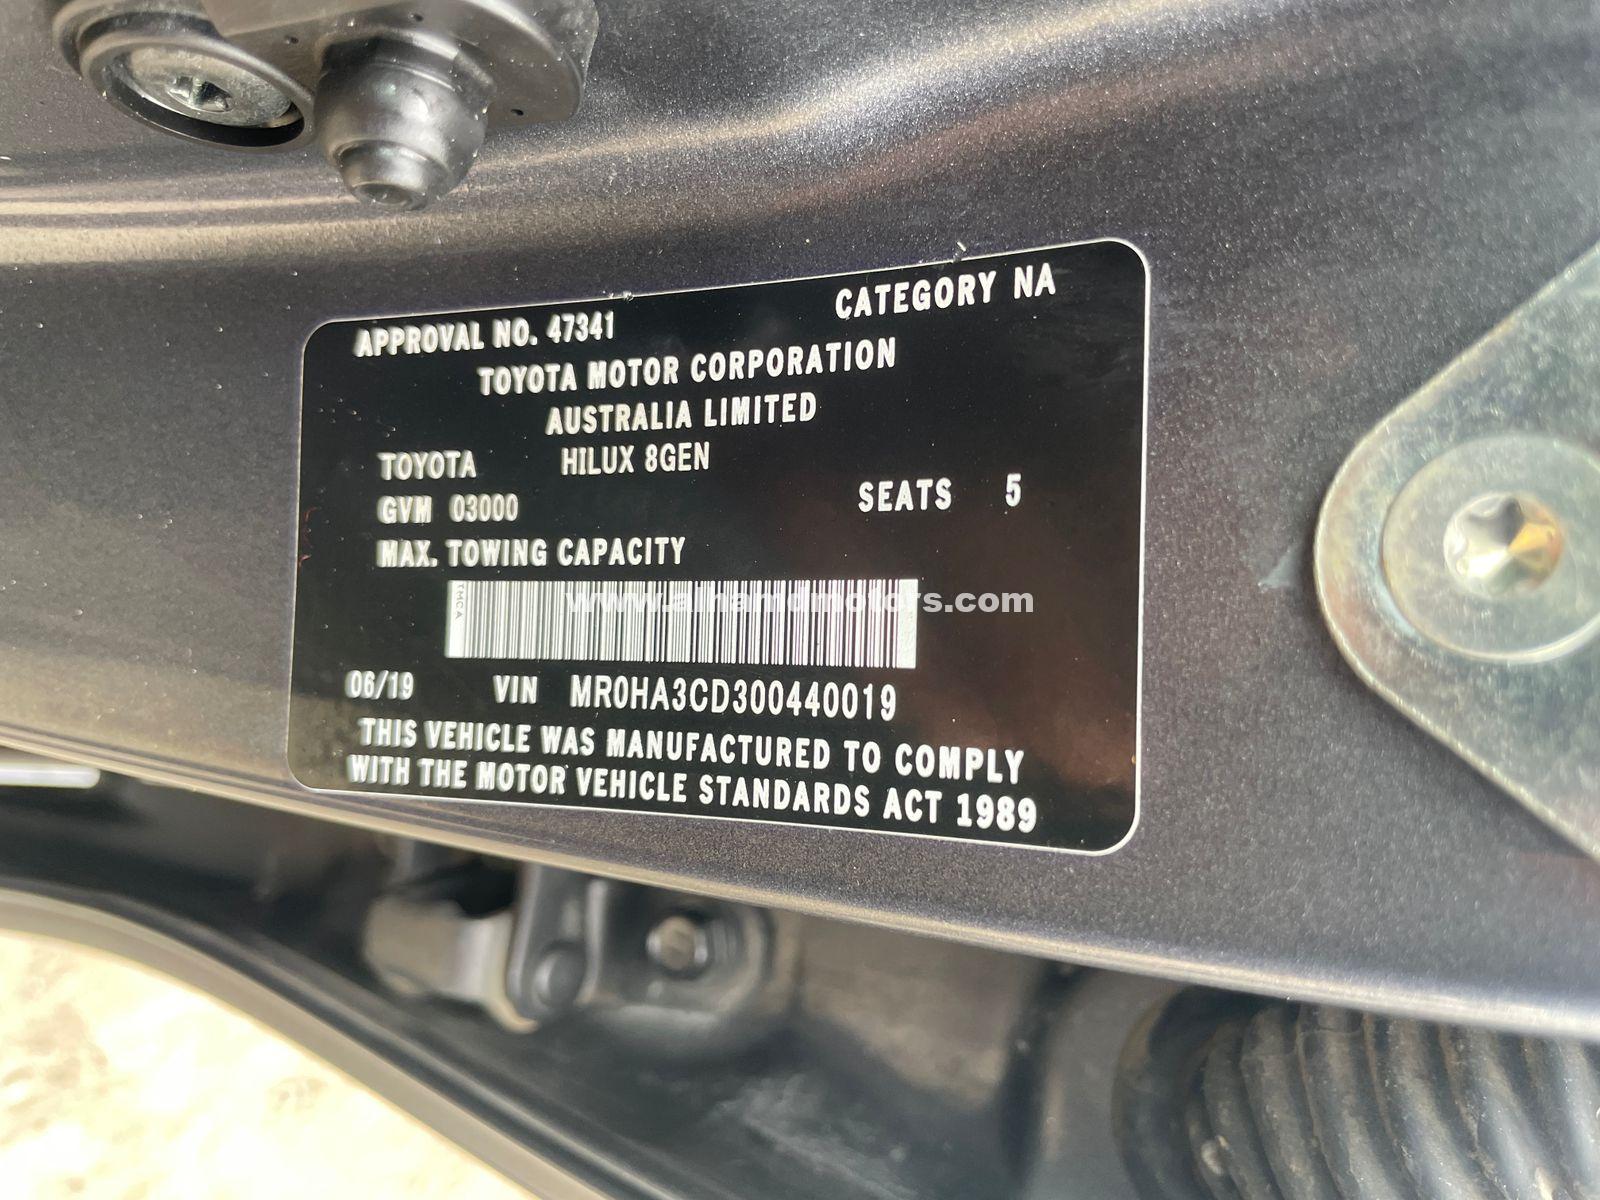 APPROVAL NO. 47341 CATEGORY NA
TOYOTA MOTOR CORPORATION
AUSTRALIA LIMITED
TOYOTA HILUX 8GEN
GVM 03000 SEATS 5
MAX. TOWING CAPACITY
TMCA
www.alhamdmotors.com
06/19 VIN MR0HA3CD300440019
THIS VEHICLE WAS MANUFACTURED TO COMPLY
WITH THE MOTOR VEHICLE STANDARDS ACT 1989